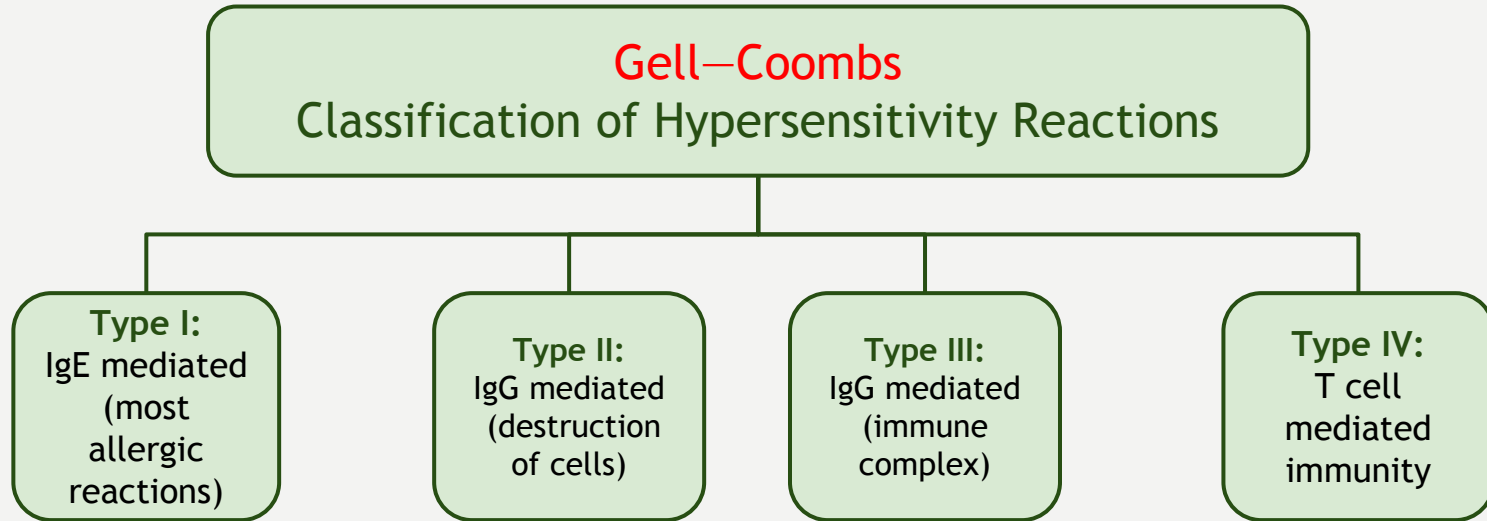 Gell—Coombs
Classification of Hypersensitivity Reactions
Type I:
IgE mediated
(most
allergic
reactions)
Type II:
IgG mediated
(destruction
of cells)
Type III:
IgG mediated
(immune
complex)
Type IV:
T cell
mediated
immunity